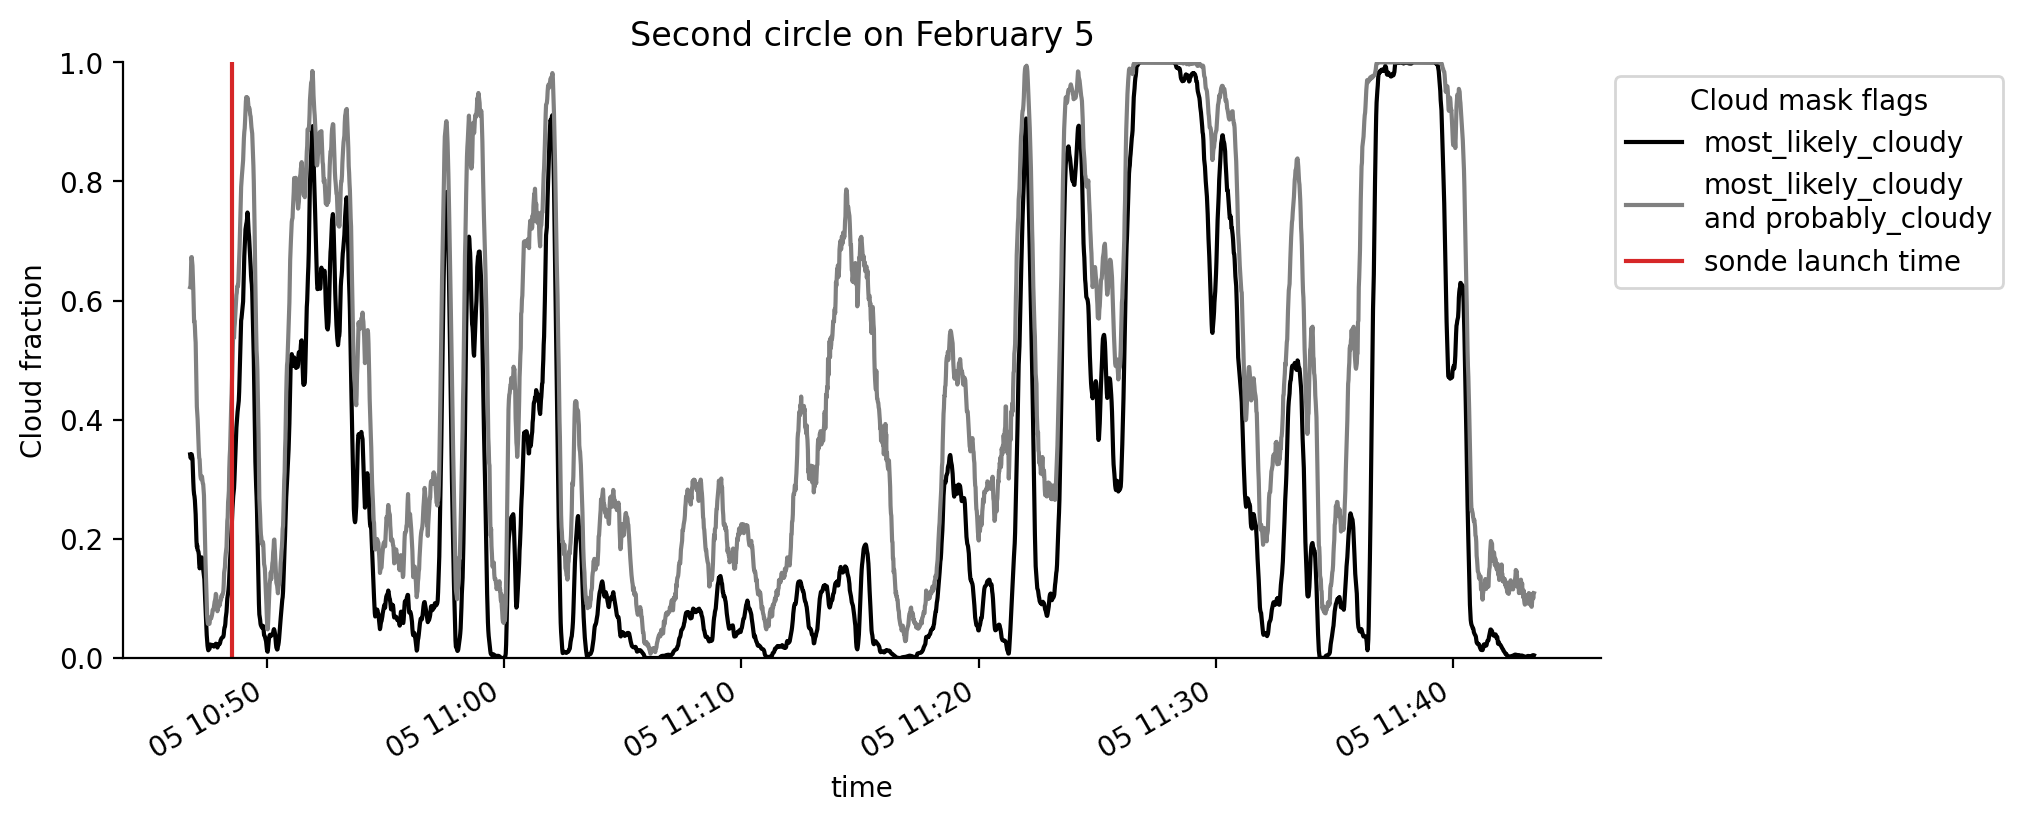 Second circle on February 5
Cloud fraction
1.0
0.8
0.6
0.4
0.2
0.0
05 10:50
05 11:00
05 11:10
05 11:20
05 11:30
05 11:40
time
Cloud mask flags
most_likely_cloudy
most_likely_cloudy
and probably_cloudy
sonde launch time